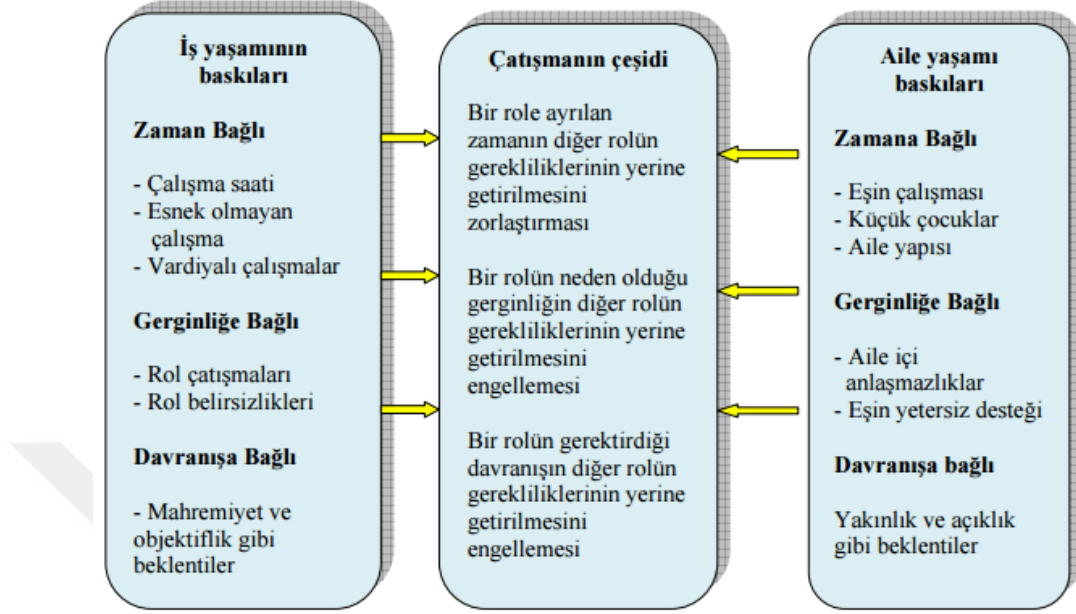 İş yaşamının
baskıları
Zaman Bağlı
- Çalışma saati
- Esnek olmayan
çalışma
- Vardiyalı çalışmalar
Gerginliğe Bağlı
- Rol çatışmaları
- Rol belirsizlikleri
Davranışa Bağlı
- Mahremiyet ve
objektiflik gibi
beklentiler
Çatışmanın çeşidi
Bir role ayrılan
zamanın diğer rolün
gerekliliklerinin yerine
getirilmesini
zorlaştırması
Bir rolün neden olduğu
gerginliğin diğer rolün
gerekliliklerinin yerine
getirilmesini
engellemesi
Bir rolün gerektirdiği
davranışın diğer rolün
gerekliliklerinin yerine
getirilmesini
engellemesi
Aile yaşamı
baskıları
Zamana Bağlı
- Eşin çalışması
- Küçük çocuklar
- Aile yapısı
Gerginliğe Bağlı
- Aile içi
anlaşmazlıklar
- Eşin yetersiz desteği
Davranışa bağlı
Yakınlık ve açıklık
gibi beklentiler